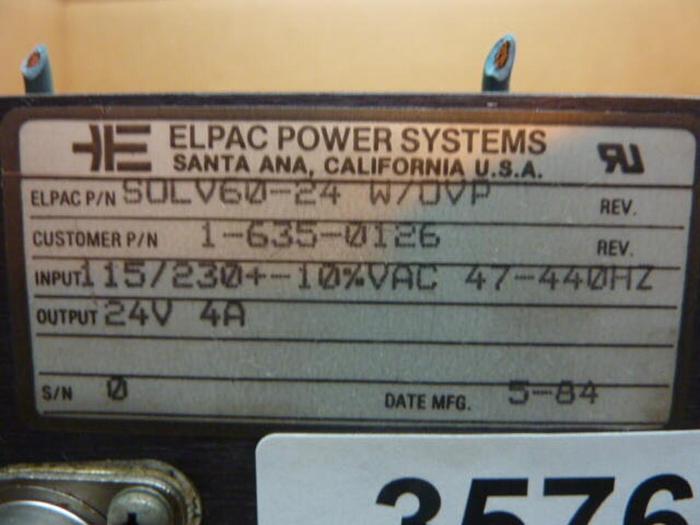 ELPAC POWER SYSTEMS
SANTA ANA, CALIFORNIA U.S.A.
ELPAC P/N SOLV60-24 W/OVP REV.
CUSTOMER P/N 1-635-0126 REV.
INPUT 115/230+-10%VAC 47-440HZ
OUTPUT 24V 4A
S/N 0 DATE MFG. 5-84
3576